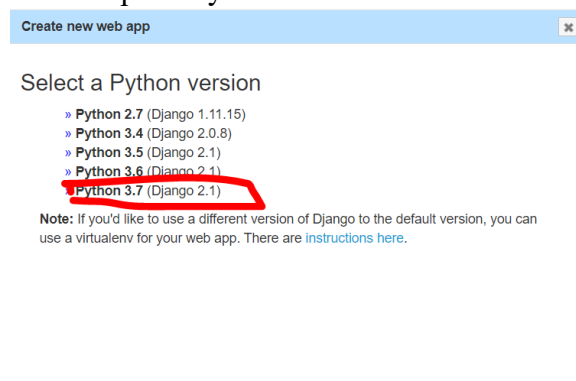 Create new web app
Select a Python version
» Python 2.7 (Django 1.11.15)
» Python 3.4 (Django 2.0.8)
» Python 3.5 (Django 2.1)
» Python 3.6 (Django 2.1)
» Python 3.7 (Django 2.1)
Note: If you'd like to use a different version of Django to the default version, you can
use a virtualenv for your web app. There are instructions here.